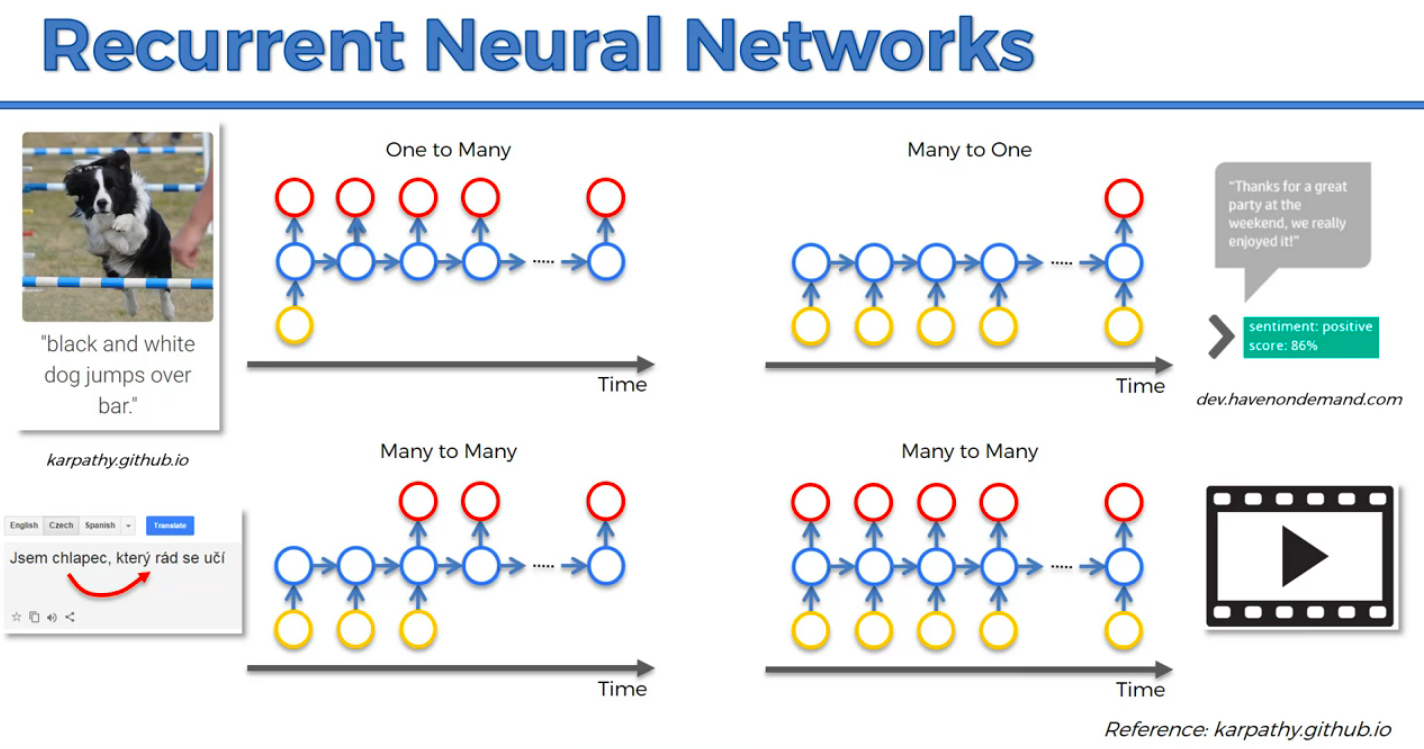 Recurrent Neural Networks
One to Many
Time
"black and white
dog jumps over
bar."
karpathy.github.io
Many to One
Time
"Thanks for a great
party at the
weekend, we really
enjoyed it!"
sentiment: positive
score: 86%
dev.havenondemand.com
Many to Many
Time
English Czech Spanish Translate
Jsem chlapec, který rád se učí
Many to Many
Time
Reference: karpathy.github.io